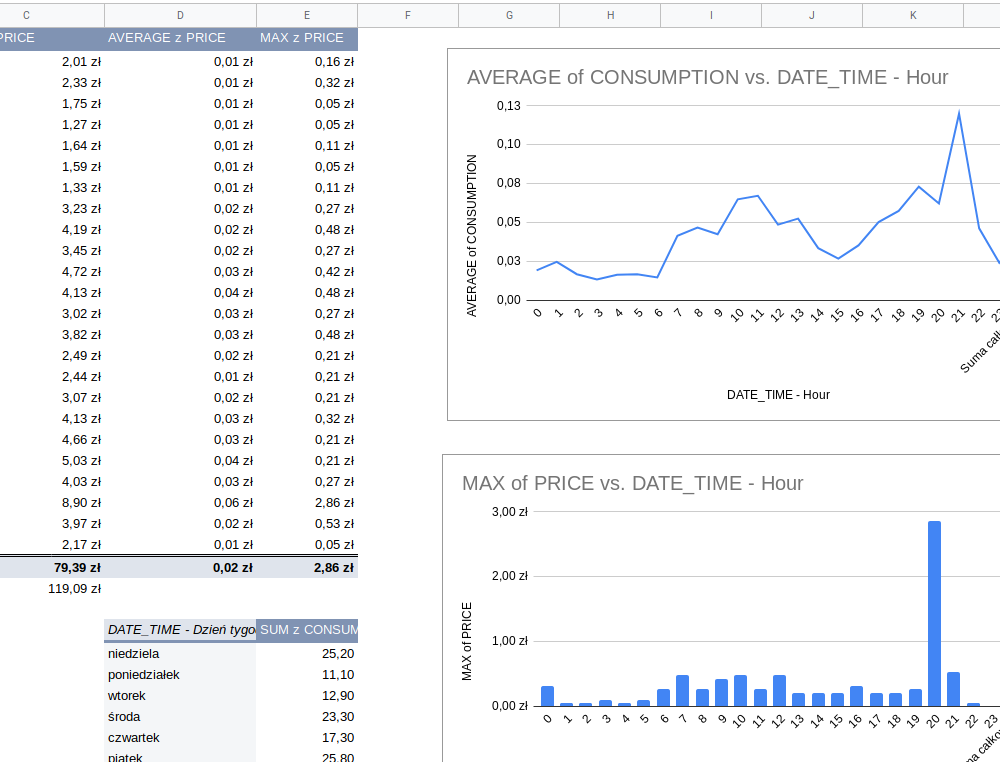 C D E F G H I J K
PRICE AVERAGE z PRICE MAX z PRICE
2,01 zł 0,01 zł 0,16 zł
2,33 zł 0,01 zł 0,32 zł
1,75 zł 0,01 zł 0,05 zł
1,27 zł 0,01 zł 0,05 zł
1,64 zł 0,01 zł 0,11 zł
1,59 zł 0,01 zł 0,05 zł
1,33 zł 0,01 zł 0,11 zł
3,23 zł 0,02 zł 0,27 zł
4,19 zł 0,02 zł 0,48 zł
3,45 zł 0,02 zł 0,27 zł
4,72 zł 0,03 zł 0,42 zł
4,13 zł 0,04 zł 0,48 zł
3,02 zł 0,03 zł 0,27 zł
3,82 zł 0,03 zł 0,48 zł
2,49 zł 0,02 zł 0,21 zł
2,44 zł 0,01 zł 0,21 zł
3,07 zł 0,02 zł 0,21 zł
4,13 zł 0,03 zł 0,32 zł
4,66 zł 0,03 zł 0,21 zł
5,03 zł 0,04 zł 0,21 zł
4,03 zł 0,03 zł 0,27 zł
8,90 zł 0,06 zł 2,86 zł
3,97 zł 0,02 zł 0,53 zł
2,17 zł 0,01 zł 0,05 zł
79,39 zł 0,02 zł 2,86 zł
119,09 zł
DATE_TIME - Dzień tygo SUM z CONSUM
niedziela 25,20
poniedziałek 11,10
wtorek 12,90
środa 23,30
czwartek 17,30
piątek 25,80
AVERAGE of CONSUMPTION vs. DATE_TIME - Hour
AVERAGE of CONSUMPTION
0,13
0,10
0,08
0,05
0,03
0,00
0 1 2 3 4 5 6 7 8 9 10 11 12 13 14 15 16 17 18 19 20 21 22 23
Suma cał
DATE_TIME - Hour
MAX of PRICE vs. DATE_TIME - Hour
MAX of PRICE
3,00 zł
2,00 zł
1,00 zł
0,00 zł
0 1 2 3 4 5 6 7 8 9 10 11 12 13 14 15 16 17 18 19 20 21 22 23
ma całko